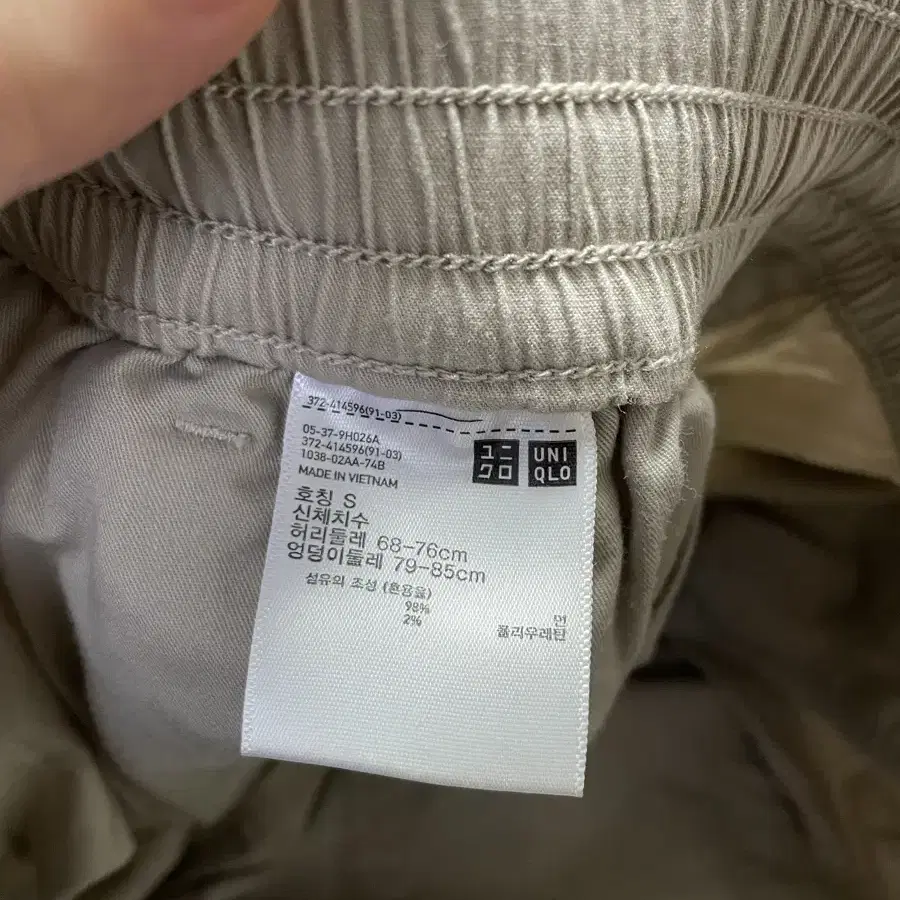 372-414596(91-03)
05-37-9H026A
372-414596(91-03)
1038-02AA-74B
MADE IN VIETNAM
ユニ
クロ
UNI
QLO
호칭 S
신체치수
허리둘레 68-76cm
엉덩이둘레 79-85cm
섬유의 조성 (혼용율)
98% 면
2% 폴리우레탄